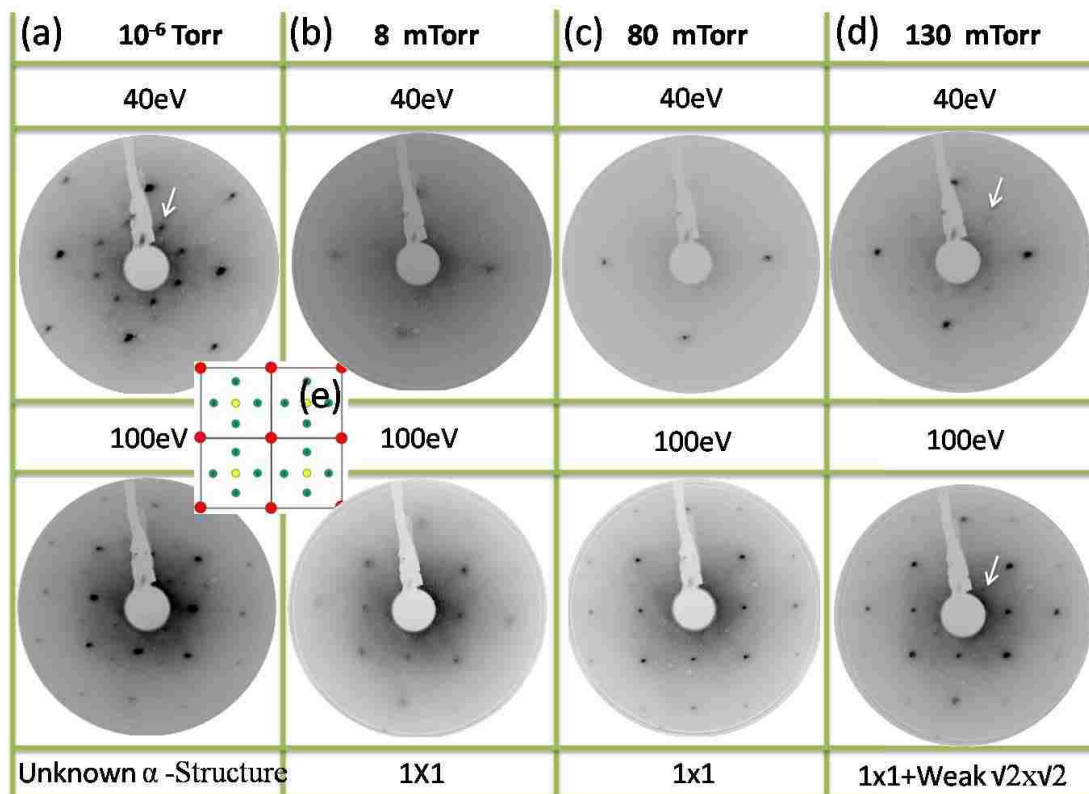 (a) 10⁻⁶ Torr (b) 8 mTorr (c) 80 mTorr (d) 130 mTorr
40eV 40eV 40eV 40eV
(e)
100eV 100eV 100eV 100eV
Unknown α -Structure 1X1 1x1 1x1+Weak √2x√2